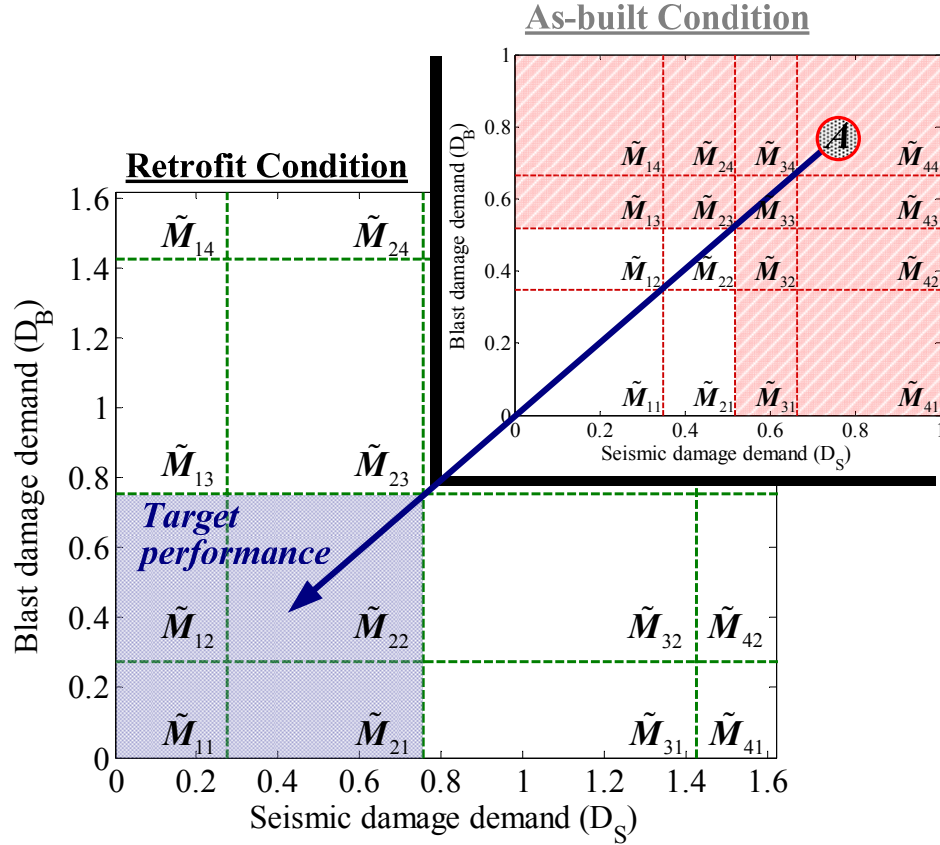 As-built Condition
1
0.8
0.6
0.4
0.2
0
Blast damage demand (D_B)
A
M̃₁₄ M̃₂₄ M̃₃₄ M̃₄₄
M̃₁₃ M̃₂₃ M̃₃₃ M̃₄₃
M̃₁₂ M̃₂₂ M̃₃₂ M̃₄₂
M̃₁₁ M̃₂₁ M̃₃₁ M̃₄₁
0 0.2 0.4 0.6 0.8 1
Seismic damage demand (D_S)
Retrofit Condition
1.6
1.4
1.2
1
0.8
0.6
0.4
0.2
0
Blast damage demand (D_B)
M̃₁₄ M̃₂₄
M̃₁₃ M̃₂₃
Target
performance
M̃₁₂ M̃₂₂ M̃₃₂ M̃₄₂
M̃₁₁ M̃₂₁ M̃₃₁ M̃₄₁
0 0.2 0.4 0.6 0.8 1 1.2 1.4 1.6
Seismic damage demand (D_S)